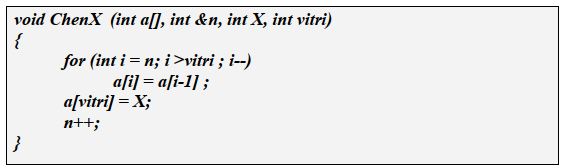 void ChenX (int a[], int &n, int X, int vitri)
{
for (int i = n; i >vitri ; i--)
a[i] = a[i-1] ;
a[vitri] = X;
n++;
}